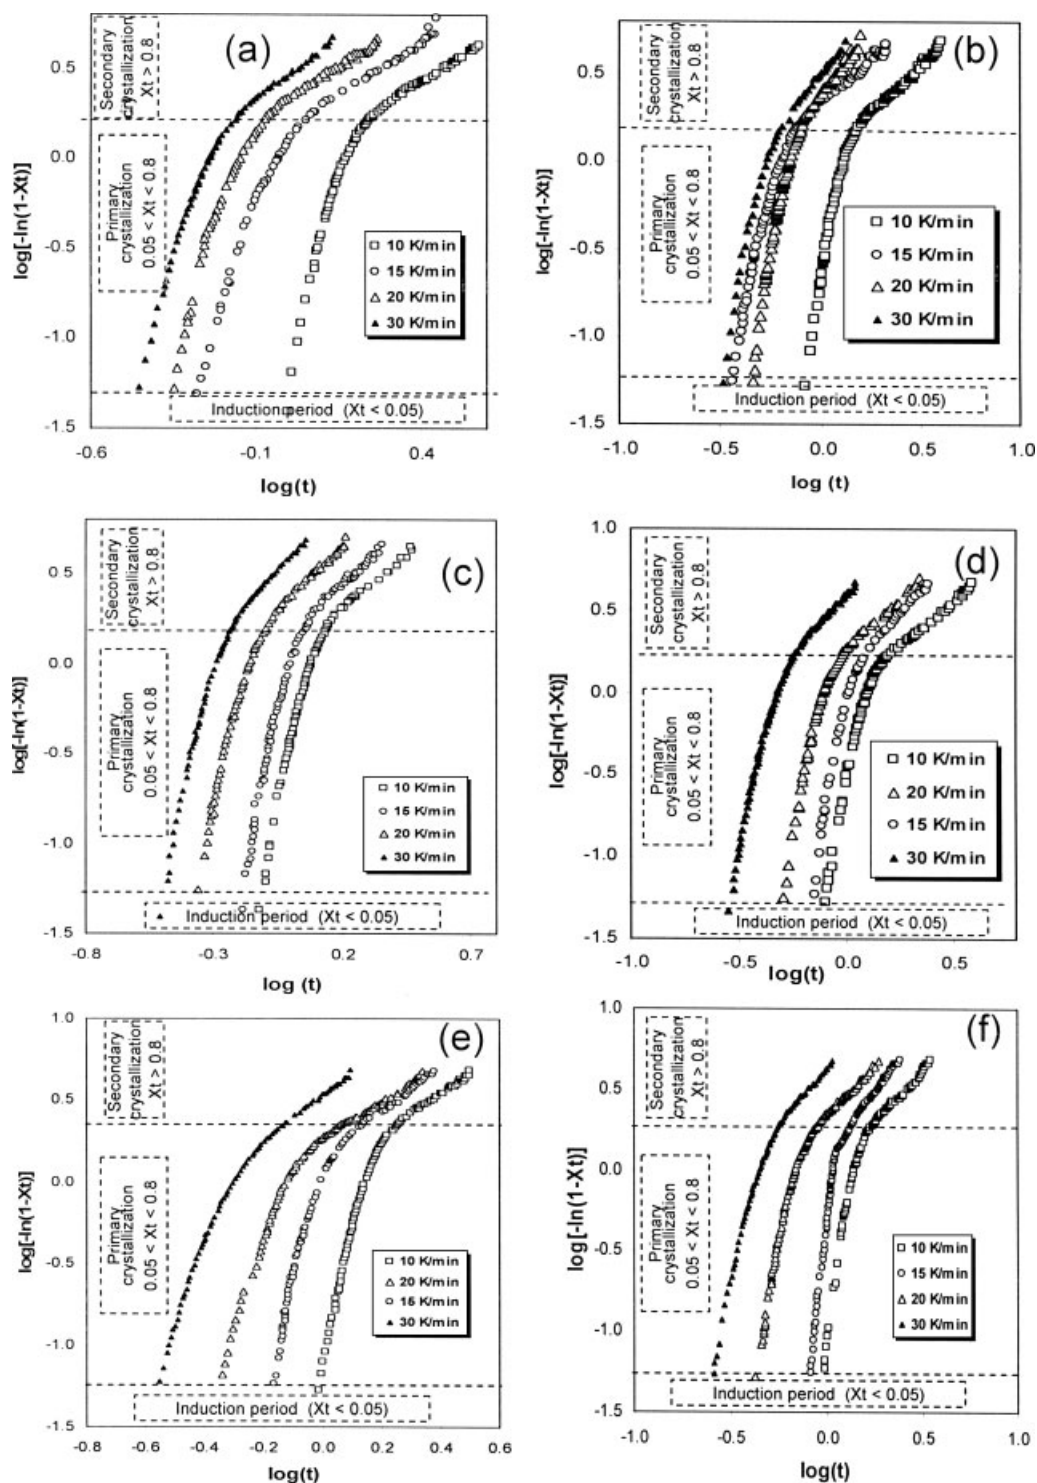 (a)
Secondary
crystallization
Xt > 0.8
Primary
crystallization
0.05 < Xt < 0.8
log[-ln(1-Xt)]
0.5
0.0
-0.5
-1.0
-1.5
10 K/min
15 K/min
20 K/min
30 K/min
Induction period (Xt < 0.05)
-0.6
-0.1
0.4
log(t)
(b)
Secondary
crystallization
Xt > 0.8
Primary
crystallization
0.05 < Xt < 0.8
log[-ln(1-Xt)]
0.5
0.0
-0.5
-1.0
-1.5
10 K/min
15 K/min
20 K/min
30 K/min
Induction period (Xt < 0.05)
-1.0
-0.5
0.0
0.5
1.0
log (t)
(c)
Secondary
crystallization
Xt > 0.8
Primary
crystallization
0.05 < Xt < 0.8
log[-ln(1-Xt)]
0.5
0.0
-0.5
-1.0
-1.5
10 K/min
15 K/min
20 K/min
30 K/min
Induction period (Xt < 0.05)
-0.8
-0.3
0.2
0.7
log (t)
(d)
Secondary
crystallization
Xt > 0.8
Primary
crystallization
0.05 < Xt < 0.8
log[-ln(1-Xt)]
1.0
0.5
0.0
-0.5
-1.0
-1.5
10 K/min
20 K/min
15 K/min
30 K/min
Induction period (Xt < 0.05)
-1.0
-0.5
0.0
0.5
log(t)
(e)
Secondary
crystallization
Xt > 0.8
Primary
crystallization
0.05 < Xt < 0.8
log[-ln(1-Xt)]
1.0
0.5
0.0
-0.5
-1.0
-1.5
10 K/min
20 K/min
15 K/min
30 K/min
Induction period (Xt < 0.05)
-0.8
-0.6
-0.4
-0.2
0.0
0.2
0.4
0.6
log(t)
(f)
Secondary
crystallization
Xt > 0.8
Primary
crystallization
0.05 < Xt < 0.8
log[-ln(1-Xt)]
1.0
0.5
0.0
-0.5
-1.0
-1.5
10 K/min
15 K/min
20 K/min
30 K/min
Induction period (Xt < 0.05)
-1.0
-0.5
0.0
0.5
1.0
log(t)